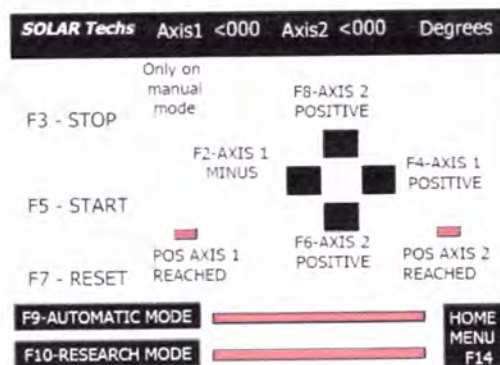 SOLAR Techs Axis1 <000 Axis2 <000 Degrees
Only on
manual
mode
F8-AXIS 2
POSITIVE
F3 - STOP
F2-AXIS 1
MINUS
F4-AXIS 1
POSITIVE
F5 - START
F6-AXIS 2
POSITIVE
POS AXIS 1
REACHED
POS AXIS 2
REACHED
F7 - RESET
F9-AUTOMATIC MODE
F10-RESEARCH MODE
HOME
MENU
F14